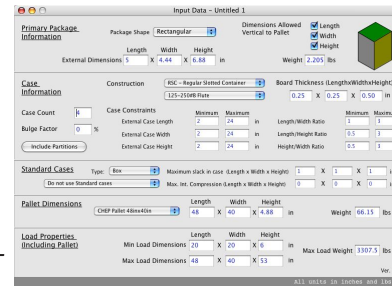 Input Data - Untitled 1
Primary Package Information
Package Shape Rectangular
Dimensions Allowed Vertical to Pallet
Length
Width
Height
Length Width Height
External Dimensions 5 X 4.44 X 6.88 in
Weight 2.205 lbs
Case Information
Construction RSC - Regular Slotted Container
125-250#B Flute
Board Thickness (LengthxWidthxHeight)
0.25 X 0.25 X 0.50 in
Case Count 4
Bulge Factor 0 %
Include Partitions
Case Constraints
Minimum Maximum Minimum Maximu
External Case Length 2 24 in Length/Width Ratio 1 3
External Case Width 2 24 in Length/Height Ratio 0.5 3
External Case Height 2 24 in Height/Width Ratio 0.5 3
Standard Cases Type: Box Maximum slack in case (Length x Width x Height) 1 X 1 X 1
Do not use Standard cases Max. Int. Compression (Length x Width x Height) 0 X 0 X 0
Pallet Dimensions
Length Width Height
CHEP Pallet 48inx40in 48 X 40 X 4.88 in Weight 66.15 lbs
Load Properties (Including Pallet)
Length Width Height
Min Load Dimensions 20 X 20 X 6 in
Max Load Weight 3307.5 lbs
Max Load Dimensions 48 X 40 X 53 in
Ver.
All units in inches and lbs